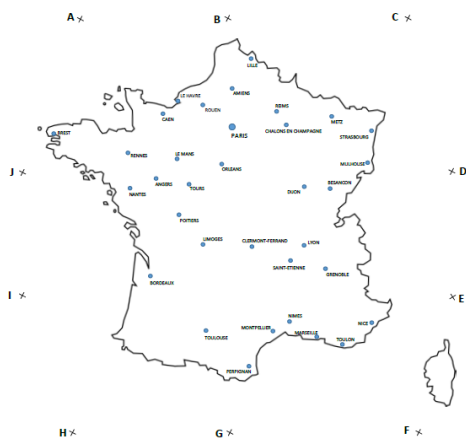 A
B
C
LILLE
AMIENS
LE HAVRE
ROUEN
REIMS
CAEN
METZ
CHALONS EN CHAMPAGNE
PARIS
STRASBOURG
BREST
RENNES
LE MANS
ORLEANS
MULHOUSE
J
D
ANGERS
TOURS
NANTES
DIJON
BESANCON
POITIERS
LIMOGES
CLERMONT-FERRAND
LYON
SAINT-ETIENNE
GRENOBLE
BORDEAUX
I
E
NIMES
NICE
TOULOUSE
MONTPELLIER
MARSEILLE
TOULON
PERPIGNAN
H
G
F